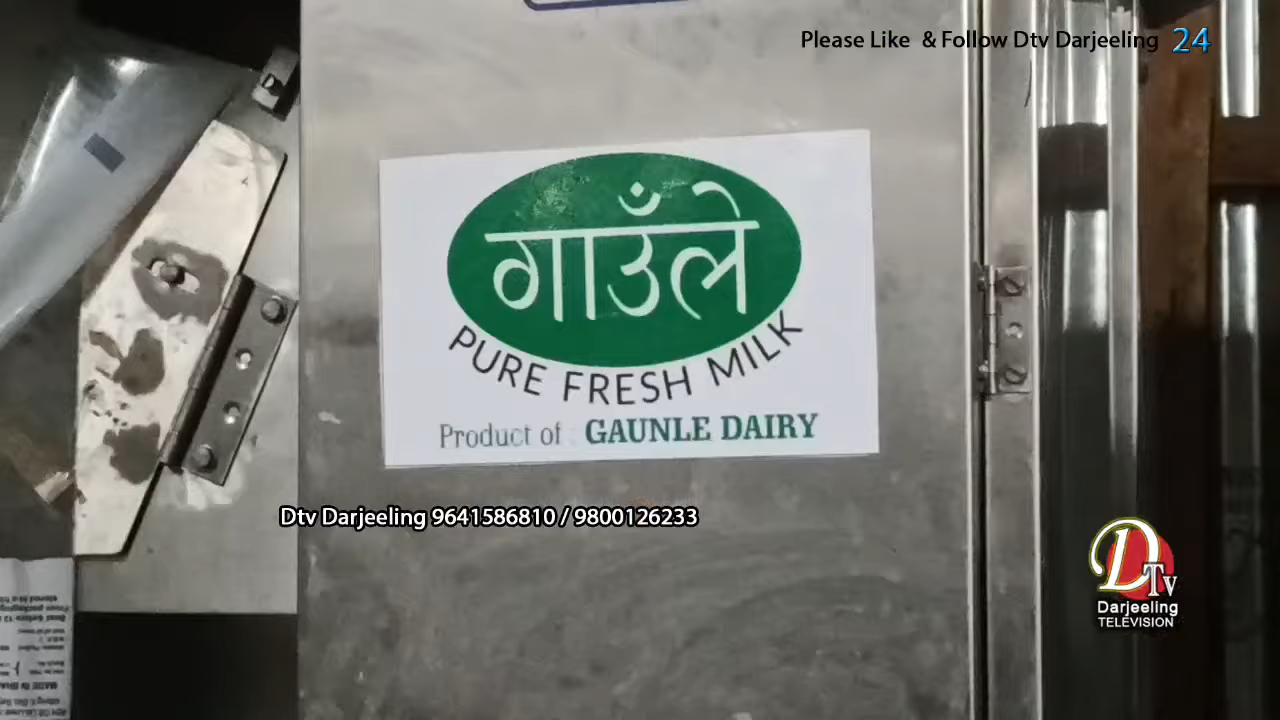 Please Like & Follow Dtv Darjeeling 24
गाउँले
PURE FRESH MILK
Product of : GAUNLE DAIRY
Dtv Darjeeling 9641586810 / 9800126233
DTV
Darjeeling
TELEVISION